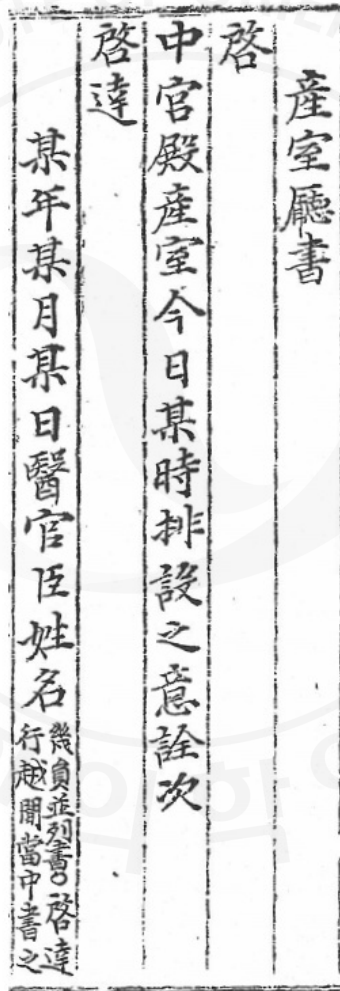 産室廳書
啓
中宮殿産室今日某時排設之意詮次
啓達
某年某月某日醫官臣姓名幾員並列書○啓達
行越間當中書之